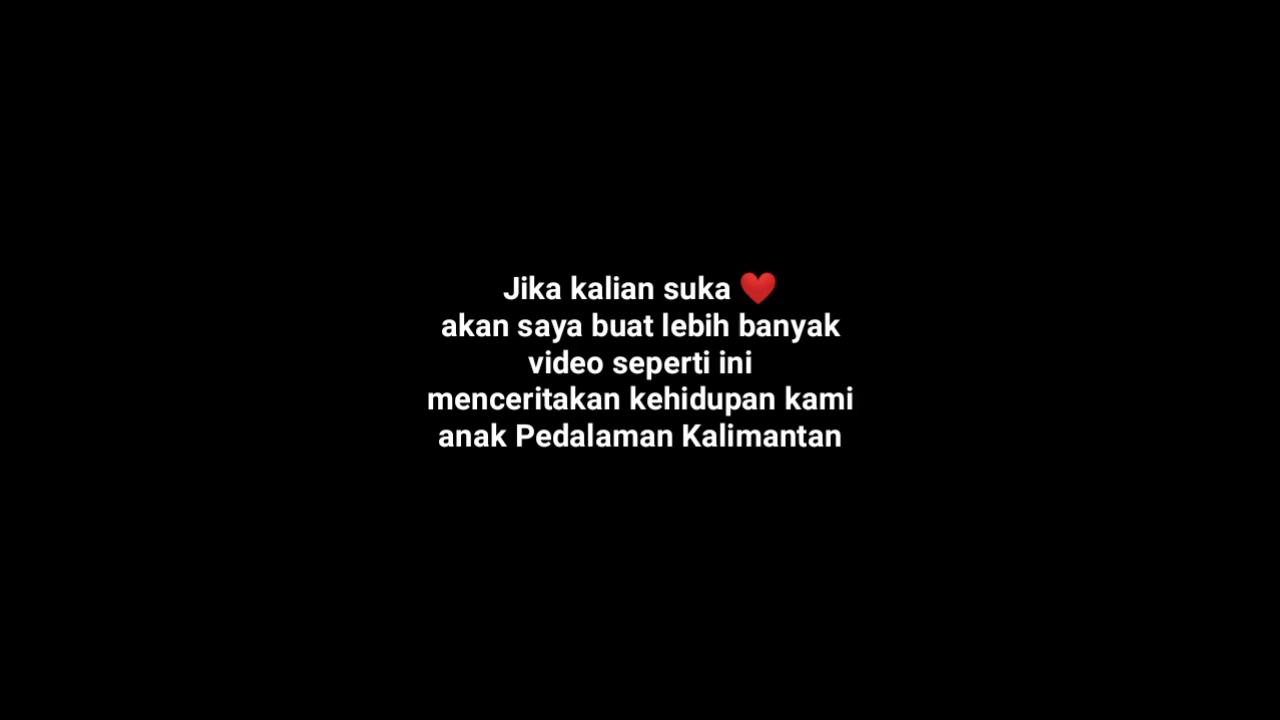 Jika kalian suka ❤️
akan saya buat lebih banyak
video seperti ini
menceritakan kehidupan kami
anak Pedalaman Kalimantan